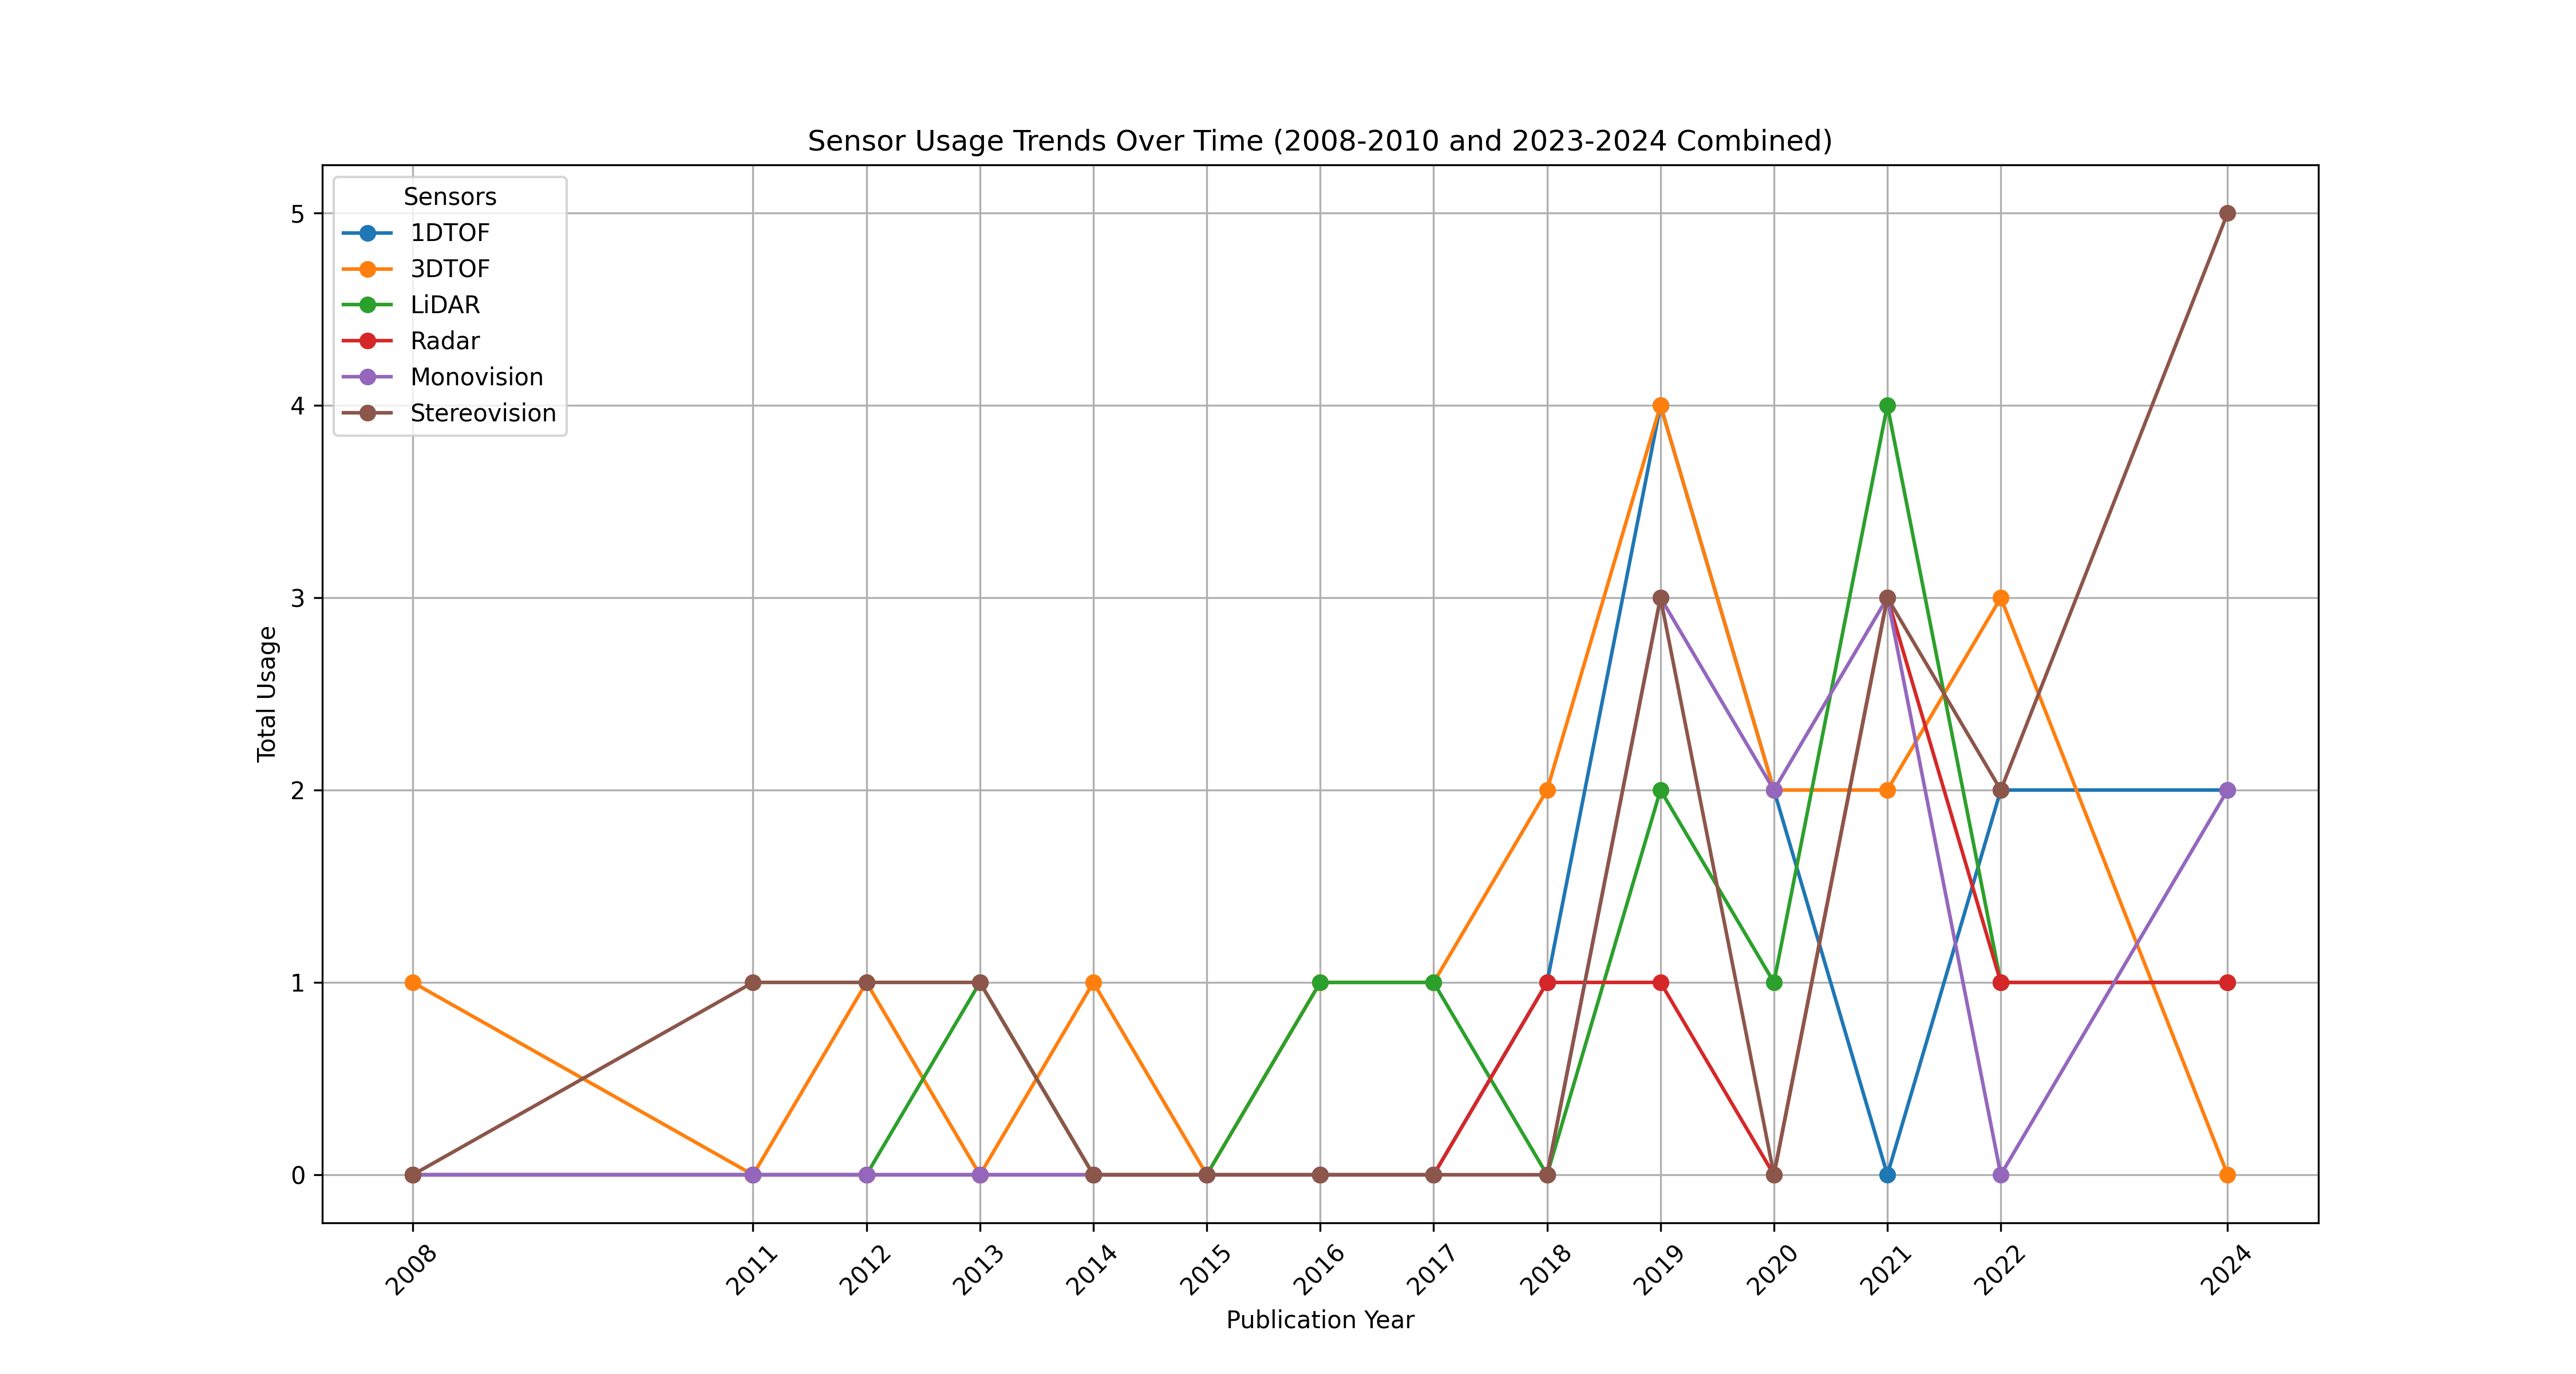 Sensor Usage Trends Over Time (2008-2010 and 2023-2024 Combined)
Sensors
1DTOF
3DTOF
LiDAR
Radar
Monovision
Stereovision
Total Usage
5
4
3
2
1
0
2008
2011
2012
2013
2014
2015
2016
2017
2018
2019
2020
2021
2022
2024
Publication Year